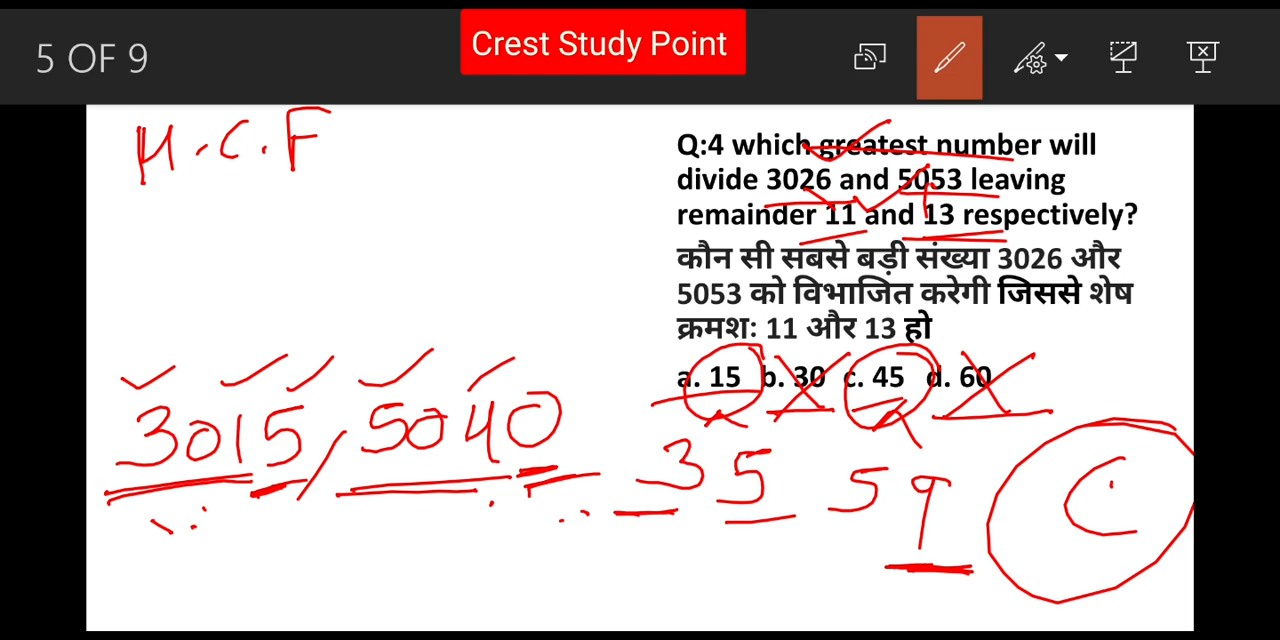 Crest Study Point
5 OF 9
H.C.F
Q:4 which greatest number will
divide 3026 and 5053 leaving
remainder 11 and 13 respectively?
कौन सी सबसे बड़ी संख्या 3026 और
5053 को विभाजित करेगी जिससे शेष
क्रमश: 11 और 13 हो
a. 15 b. 30 c. 45 d. 60
3015, 5040
35 59
C